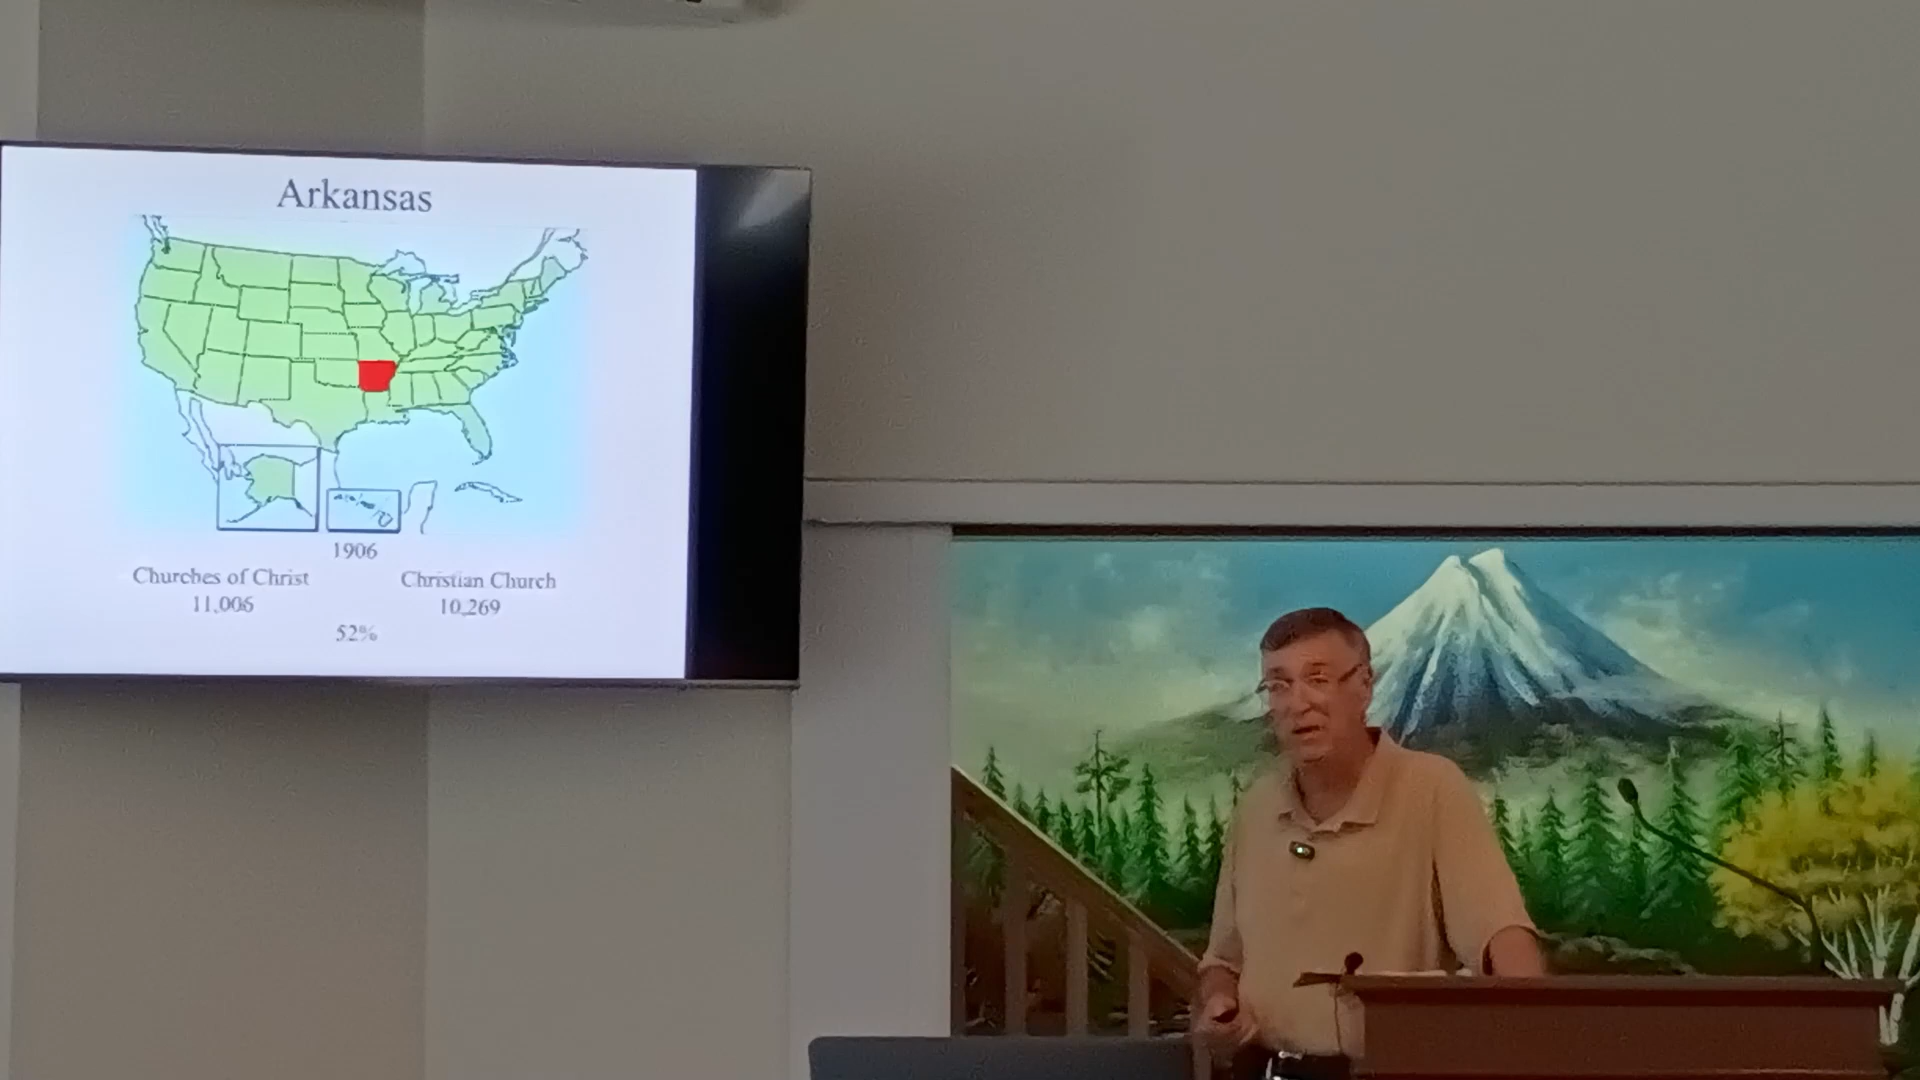 Arkansas
1906
Churches of Christ
Christian Church
11,006
10,269
52%